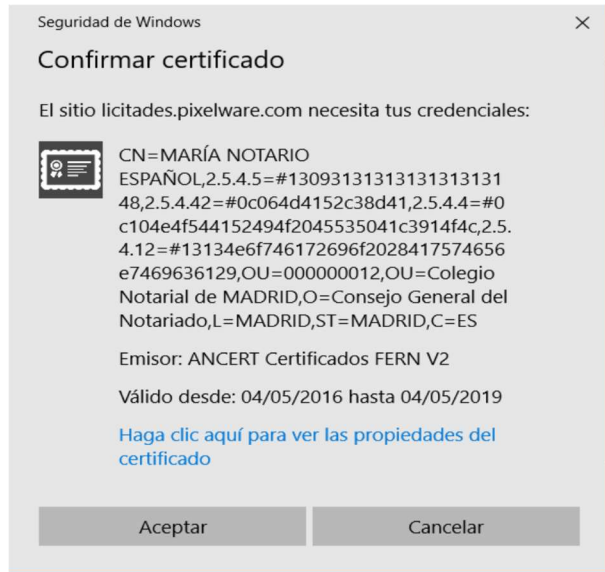 Seguridad de Windows
Confirmar certificado
El sitio licitades.pixelware.com necesita tus credenciales:
CN=MARÍA NOTARIO
ESPAÑOL,2.5.4.5=#13093131313131313131
48,2.5.4.42=#0c064d4152c38d41,2.5.4.4=#0
c104e4f544152494f2045535041c3914f4c,2.5.
4.12=#13134e6f746172696f2028417574656
e7469636129,OU=000000012,OU=Colegio
Notarial de MADRID,O=Consejo General del
Notariado,L=MADRID,ST=MADRID,C=ES
Emisor: ANCERT Certificados FERN V2
Válido desde: 04/05/2016 hasta 04/05/2019
Haga clic aquí para ver las propiedades del
certificado
Aceptar
Cancelar